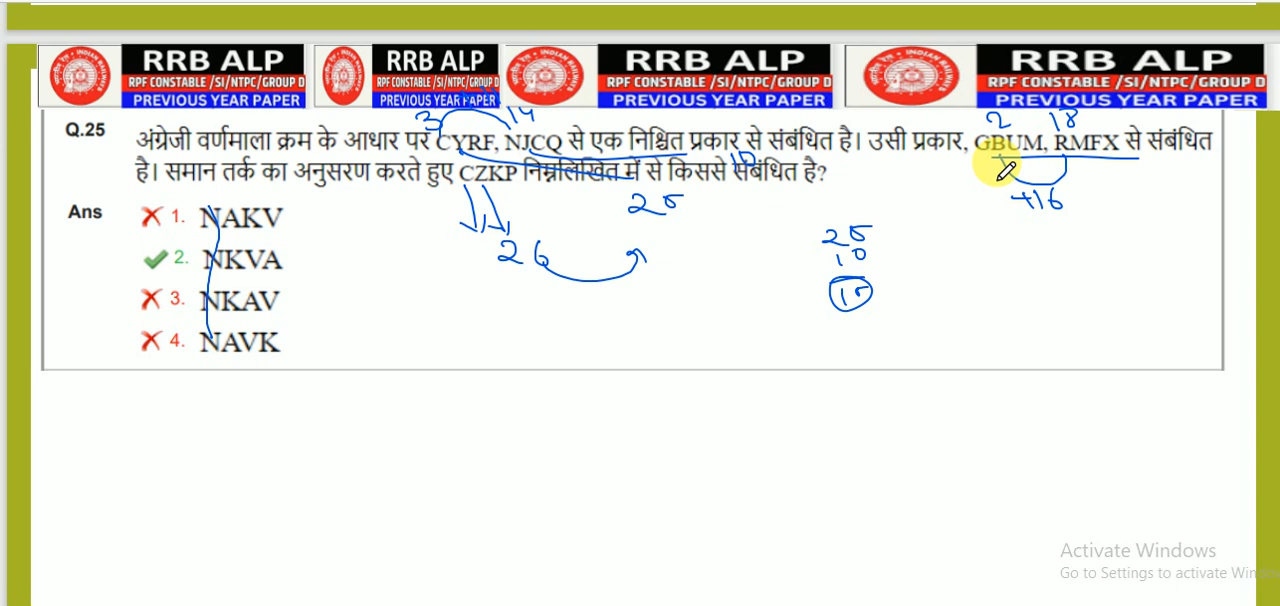 RRB ALP RRB ALP RRB ALP RRB ALP
RPF CONSTABLE /SI/NTPC/GROUP D RPF CONSTABLE /SI/NTPC/GROUP D RPF CONSTABLE /SI/NTPC/GROUP D RPF CONSTABLE /SI/NTPC/GROUP D
PREVIOUS YEAR PAPER PREVIOUS YEAR PAPER PREVIOUS YEAR PAPER PREVIOUS YEAR PAPER
3 14 2 18
Q.25 अंग्रेजी वर्णमाला क्रम के आधार पर CYRF, NJCQ से एक निश्चित प्रकार से संबंधित है। उसी प्रकार, GBUM, RMFX से संबंधित
10
है। समान तर्क का अनुसरण करते हुए CZKP निम्नलिखित में से किससे संबंधित है?
+16
25
Ans 1. NAKV
25
26 10
2. NKVA
15
3. NKAV
4. NAVK
Activate Windows
Go to Settings to activate Win